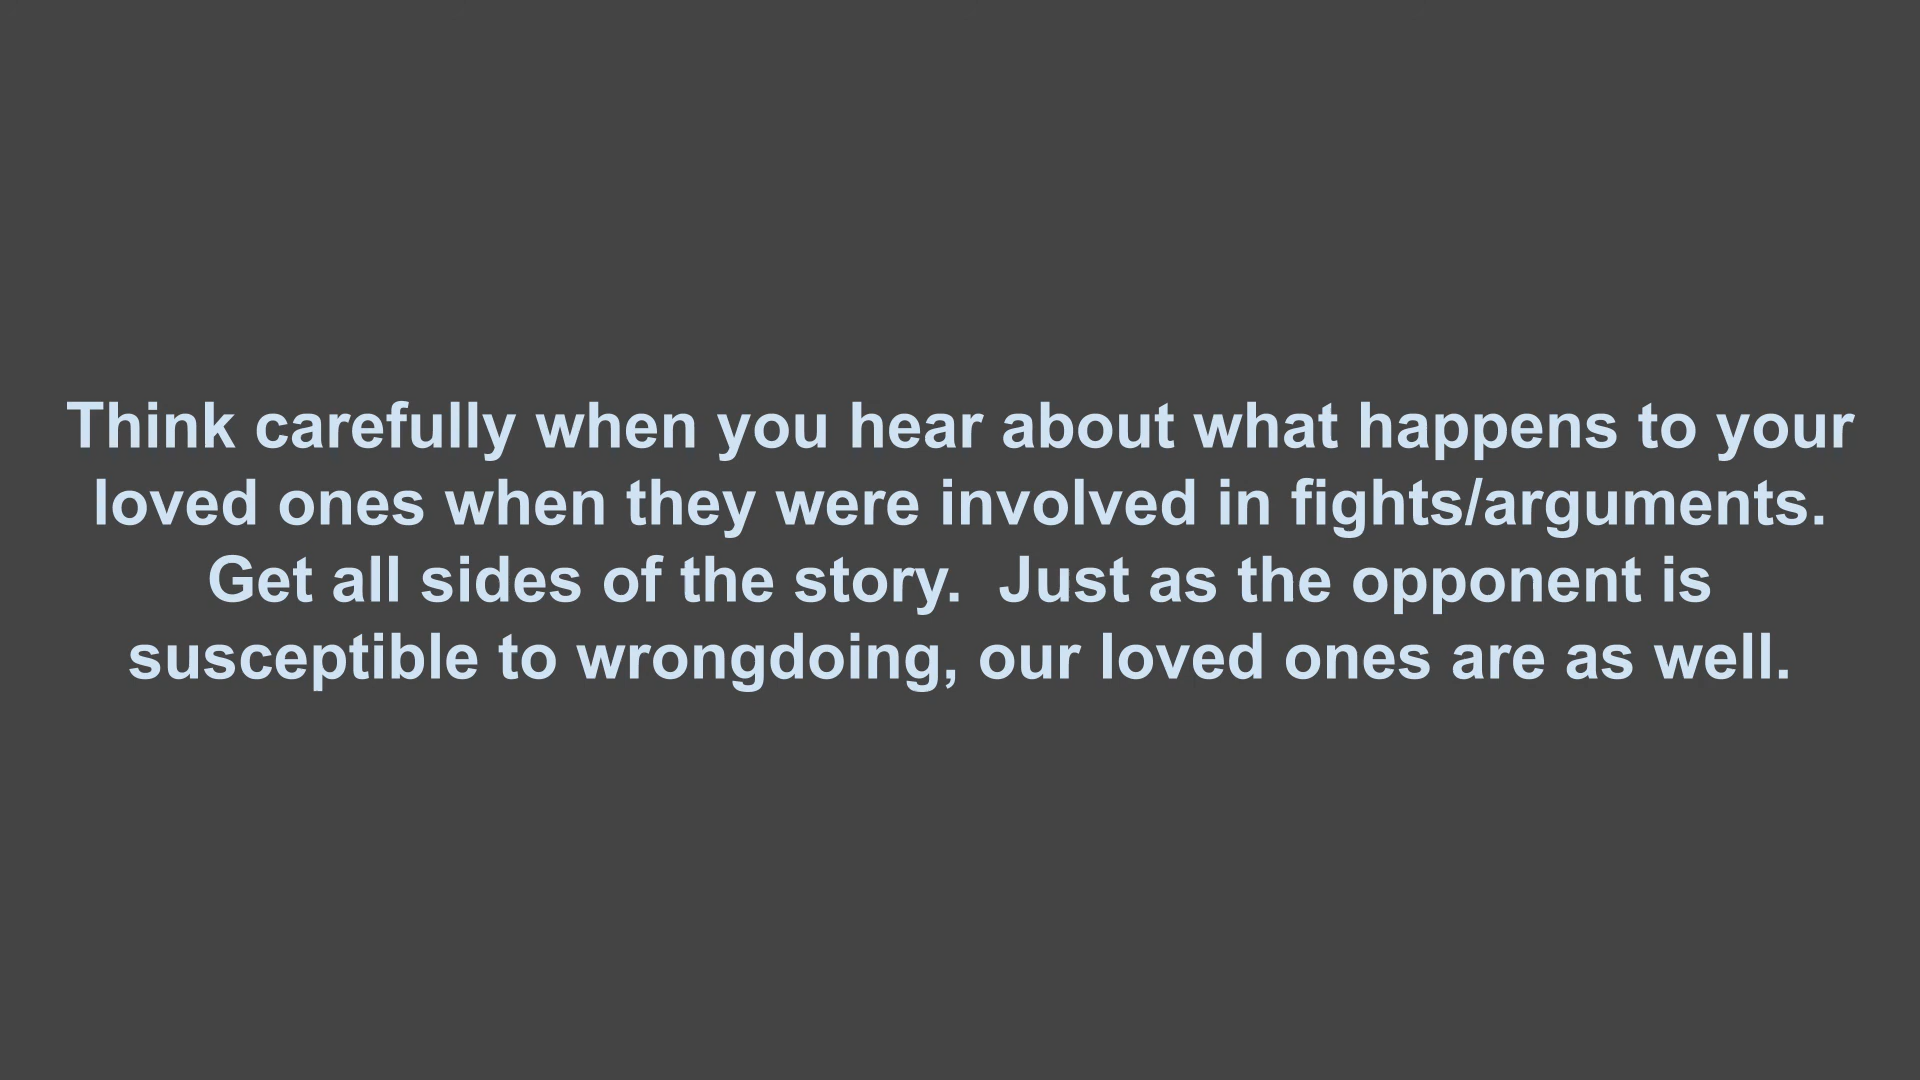 Think carefully when you hear about what happens to your
loved ones when they were involved in fights/arguments.
Get all sides of the story.  Just as the opponent is
susceptible to wrongdoing, our loved ones are as well.